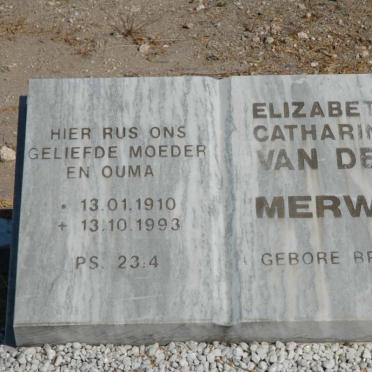 HIER RUS ONS
GELIEFDE MOEDER
EN OUMA
* 13.01.1910
+ 13.10.1993
PS. 23:4
ELIZABET
CATHARIN
VAN DE
MERW
GEBORE BR